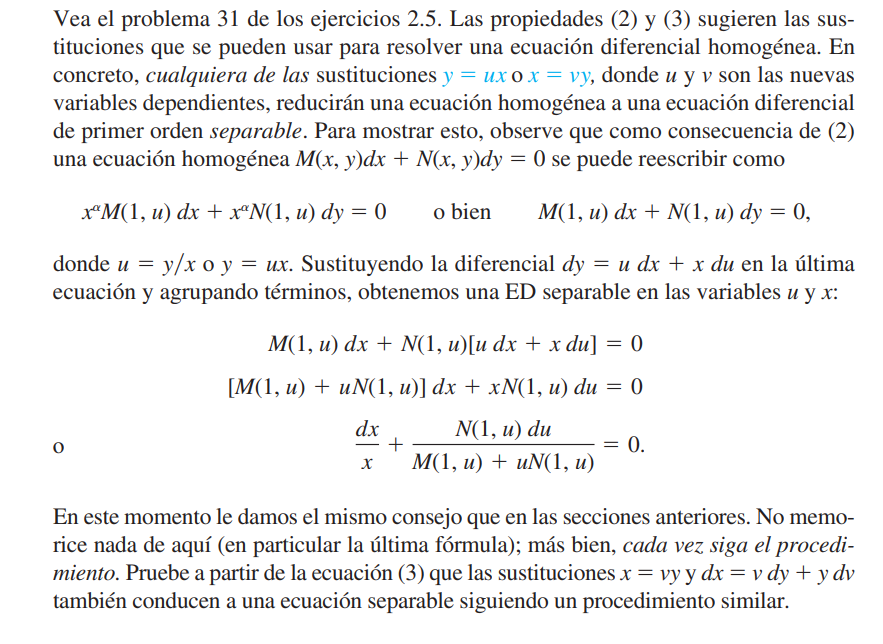 Vea el problema 31 de los ejercicios 2.5. Las propiedades (2) y (3) sugieren las sus-
tituciones que se pueden usar para resolver una ecuación diferencial homogénea. En
concreto, cualquiera de las sustituciones y = ux o x = vy, donde u y v son las nuevas
variables dependientes, reducirán una ecuación homogénea a una ecuación diferencial
de primer orden separable. Para mostrar esto, observe que como consecuencia de (2)
una ecuación homogénea M(x, y)dx + N(x, y)dy = 0 se puede reescribir como
x^αM(1, u) dx + x^αN(1, u) dy = 0 o bien M(1, u) dx + N(1, u) dy = 0,
donde u = y/x o y = ux. Sustituyendo la diferencial dy = u dx + x du en la última
ecuación y agrupando términos, obtenemos una ED separable en las variables u y x:
M(1, u) dx + N(1, u)[u dx + x du] = 0
[M(1, u) + uN(1, u)] dx + xN(1, u) du = 0
o dx/x + N(1, u) du/(M(1, u) + uN(1, u)) = 0.
En este momento le damos el mismo consejo que en las secciones anteriores. No memo-
rice nada de aquí (en particular la última fórmula); más bien, cada vez siga el procedi-
miento. Pruebe a partir de la ecuación (3) que las sustituciones x = vy y dx = v dy + y dv
también conducen a una ecuación separable siguiendo un procedimiento similar.